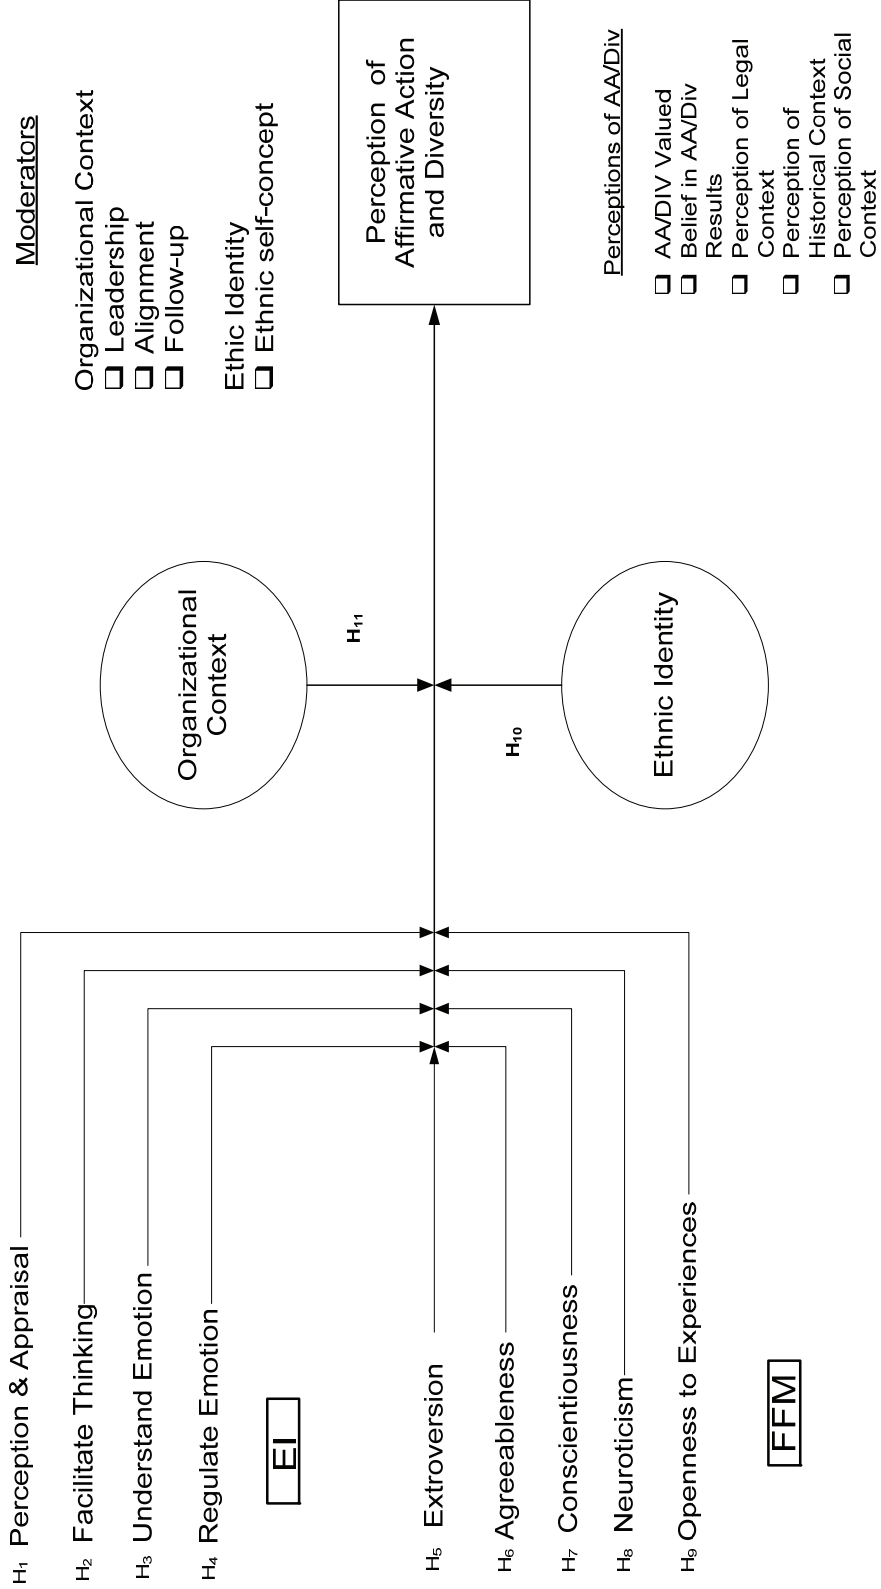 H1 Perception & Appraisal
H2 Facilitate Thinking
H3 Understand Emotion
H4 Regulate Emotion
EI
H5 Extroversion
H6 Agreeableness
H7 Conscientiousness
H8 Neuroticism
H9 Openness to Experiences
FFM
Organizational
Context
H11
H10
Ethnic Identity
Moderators
Organizational Context
❑ Leadership
❑ Alignment
❑ Follow-up
Ethic Identity
❑ Ethnic self-concept
Perception of
Affirmative Action
and Diversity
Perceptions of AA/Div
❑ AA/DIV Valued
❑ Belief in AA/Div
Results
❑ Perception of Legal
Context
❑ Perception of
Historical Context
❑ Perception of Social
Context